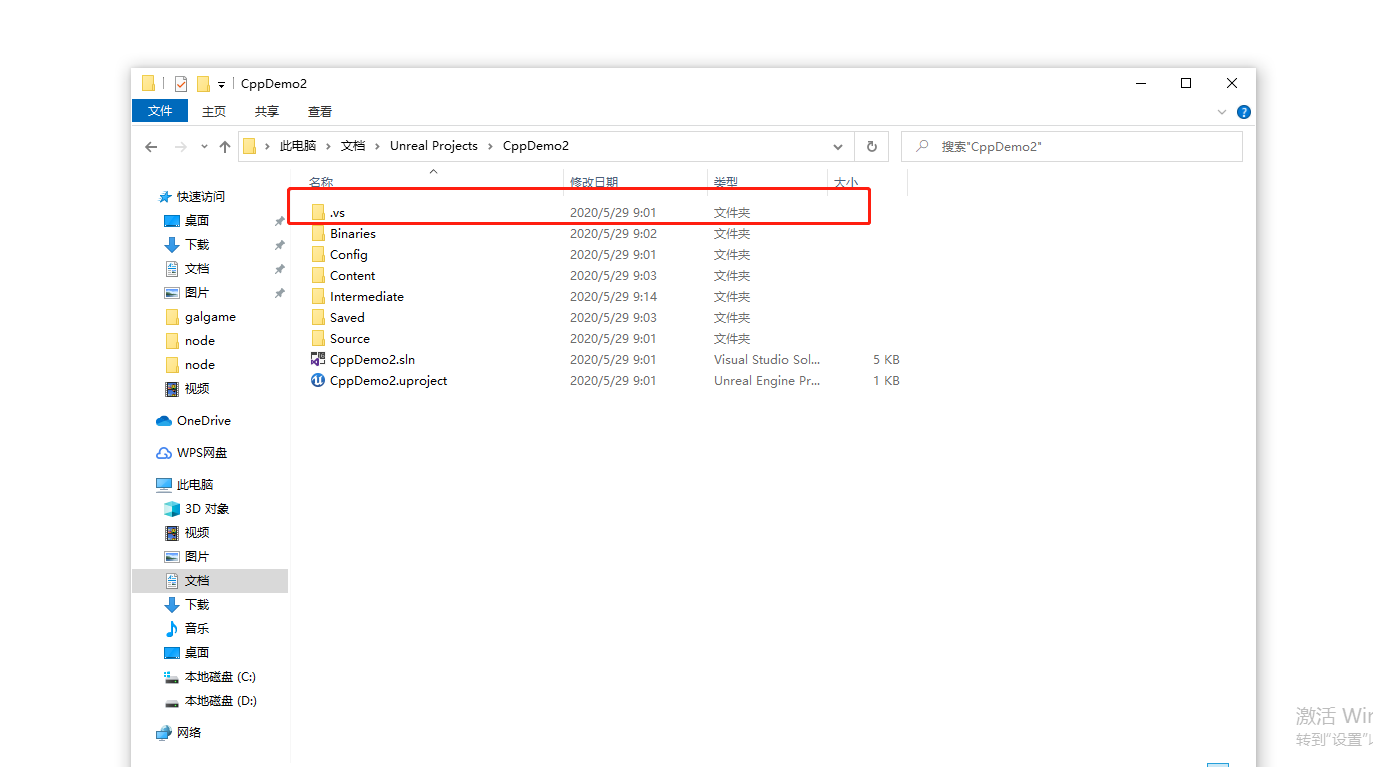 CppDemo2
文件 主页 共享 查看
此电脑 文档 Unreal Projects CppDemo2 搜索"CppDemo2"
名称 修改日期 类型 大小
.vs 2020/5/29 9:01 文件夹
Binaries 2020/5/29 9:02 文件夹
Config 2020/5/29 9:01 文件夹
Content 2020/5/29 9:03 文件夹
Intermediate 2020/5/29 9:14 文件夹
Saved 2020/5/29 9:03 文件夹
Source 2020/5/29 9:01 文件夹
CppDemo2.sln 2020/5/29 9:01 Visual Studio Sol... 5 KB
CppDemo2.uproject 2020/5/29 9:01 Unreal Engine Pr... 1 KB
快速访问
桌面
下载
文档
图片
galgame
node
node
视频
OneDrive
WPS网盘
此电脑
3D 对象
视频
图片
文档
下载
音乐
桌面
本地磁盘 (C:)
本地磁盘 (D:)
网络
激活 Win
转到"设置"以